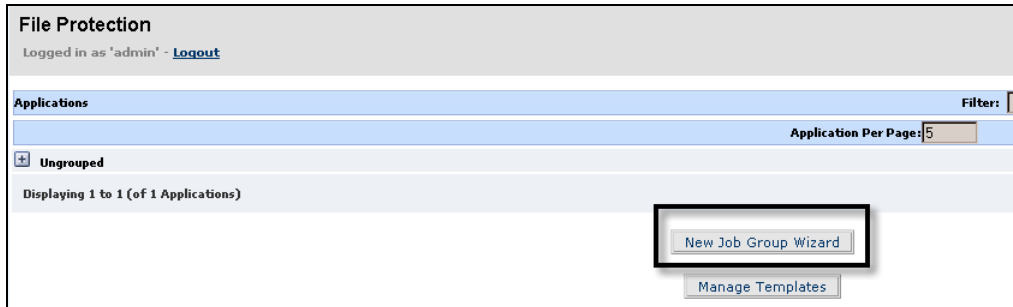 File Protection
Logged in as 'admin' - Logout
Applications Filter:
Application Per Page: 5
Ungrouped
Displaying 1 to 1 (of 1 Applications)
New Job Group Wizard
Manage Templates